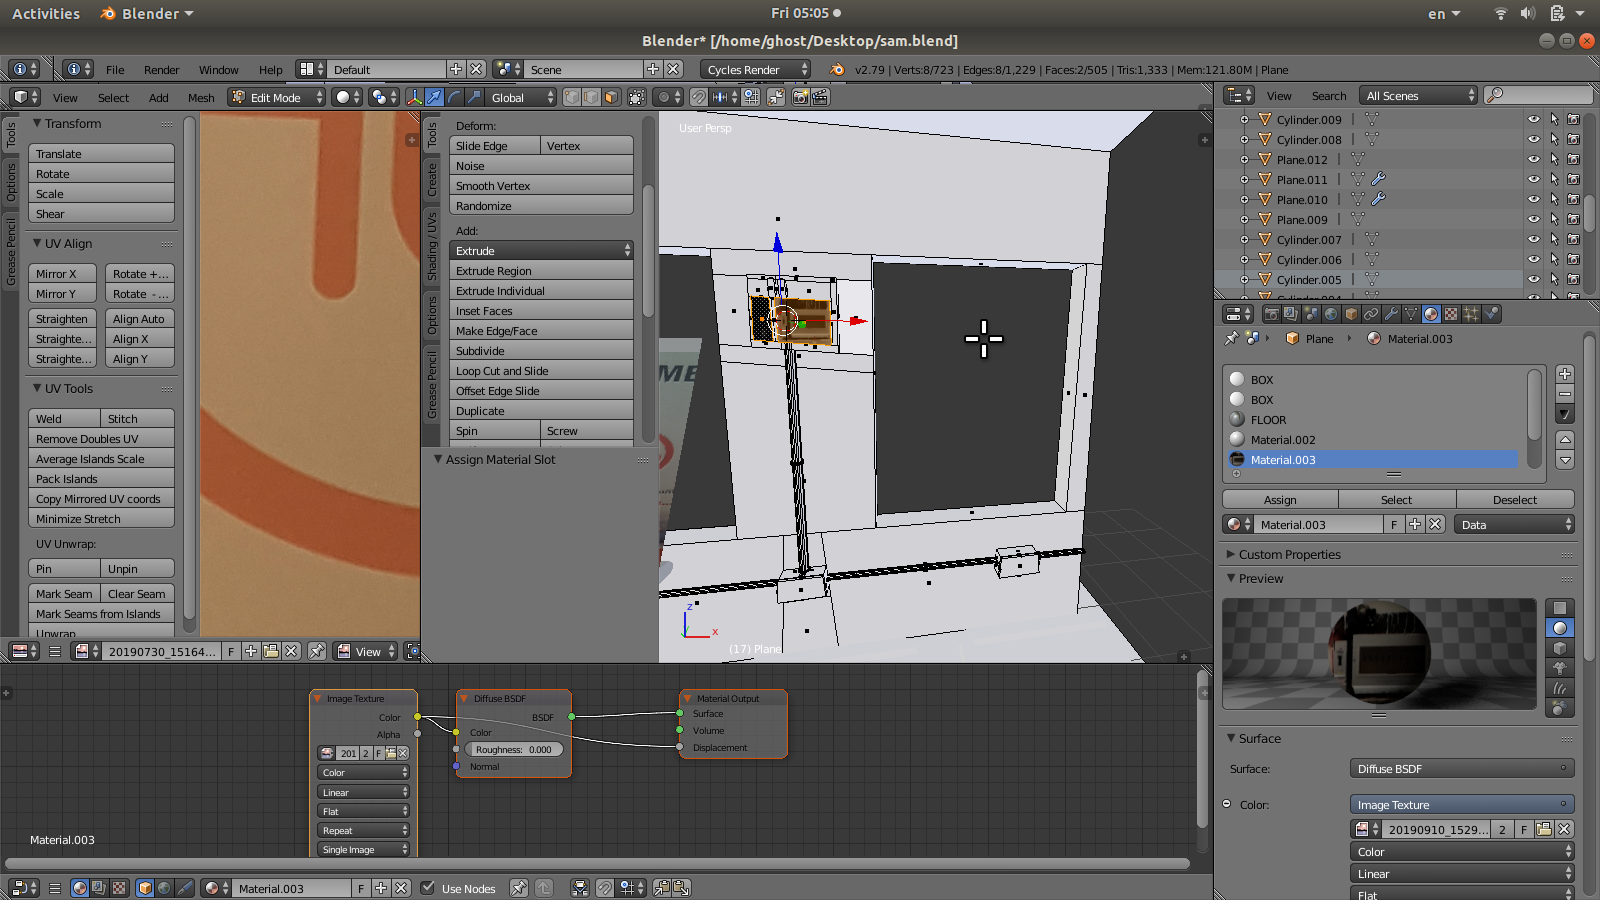 Activities Blender Fri 05:05 en
Blender* [/home/ghost/Desktop/sam.blend]
File Render Window Help Default Scene Cycles Render v2.79 | Verts:8/723 | Edges:8/1,229 | Faces:2/505 | Tris:1,333 | Mem:121.80M | Plane
View Select Add Mesh Edit Mode Global View Search All Scenes
Tools
Options
Grease Pencil
Transform
Translate
Rotate
Scale
Shear
UV Align
Mirror X Rotate +...
Mirror Y Rotate -...
Straighten Align Auto
Straighte... Align X
Straighte... Align Y
UV Tools
Weld Stitch
Remove Doubles UV
Average Islands Scale
Pack Islands
Copy Mirrored UV coords
Minimize Stretch
UV Unwrap:
Pin Unpin
Mark Seam Clear Seam
Mark Seams from Islands
Unwrap
20190730_15164... F View
Tools
Create
Shading / UVs
Options
Grease Pencil
Deform:
Slide Edge Vertex
Noise
Smooth Vertex
Randomize
Add:
Extrude
Extrude Region
Extrude Individual
Inset Faces
Make Edge/Face
Subdivide
Loop Cut and Slide
Offset Edge Slide
Duplicate
Spin Screw
Assign Material Slot
User Persp
ME
z
x
(17) Plane
Cylinder.009
Cylinder.008
Plane.012
Plane.011
Plane.010
Plane.009
Cylinder.007
Cylinder.006
Cylinder.005
Plane Material.003
BOX
BOX
FLOOR
Material.002
Material.003
Assign Select Deselect
Material.003 F Data
Custom Properties
Preview
Surface
Surface: Diffuse BSDF
Color: Image Texture
20190910_1529... 2 F
Color
Linear
Flat
Image Texture
Color
Alpha
201 2 F
Color
Linear
Flat
Repeat
Single Image
Diffuse BSDF
BSDF
Color
Roughness: 0.000
Normal
Material Output
Surface
Volume
Displacement
Material.003
Material.003 F Use Nodes